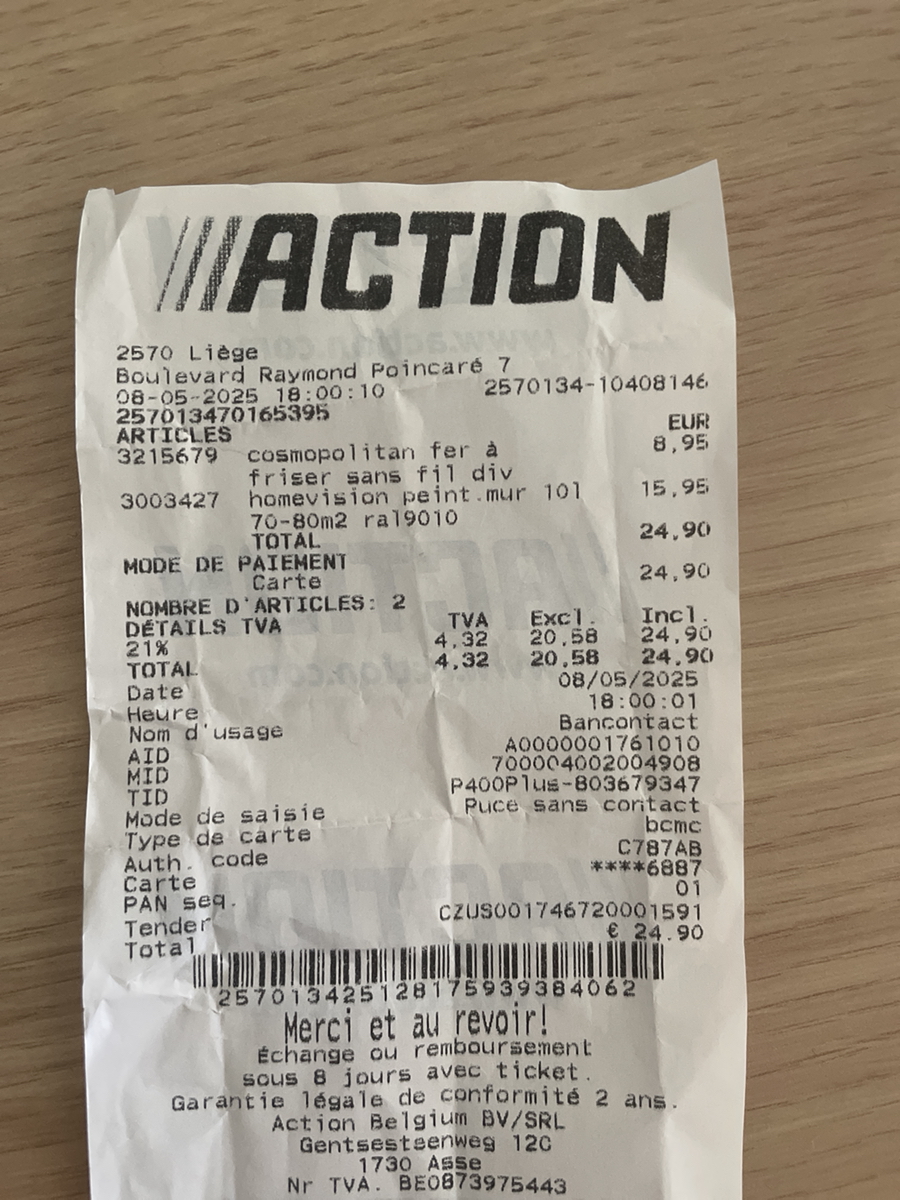 ACTION
2570 Liège
Boulevard Raymond Poincaré 7
08-05-2025 18:00:10 2570134-10408146
257013470165395
ARTICLES EUR
3215679 cosmopolitan fer à 8,95
friser sans fil div
3003427 homevision peint.mur 10l 15,95
70-80m2 ral9010
TOTAL 24,90
MODE DE PAIEMENT
Carte 24,90
NOMBRE D'ARTICLES: 2
DÉTAILS TVA TVA Excl. Incl.
21% 4,32 20,58 24,90
TOTAL 4,32 20,58 24,90
Date 08/05/2025
Heure 18:00:01
Nom d'usage Bancontact
AID A0000001761010
MID 700004002004908
TID P400Plus-803679347
Mode de saisie Puce sans contact
Type de carte bcmc
Auth. code C787AB
Carte ****6887
PAN seq. 01
Tender CZUS001746720001591
Total € 24.90
2570134251281759393840​62
Merci et au revoir!
Échange ou remboursement
sous 8 jours avec ticket.
Garantie légale de conformité 2 ans.
Action Belgium BV/SRL
Gentsesteenweg 12C
1730 Asse
Nr TVA. BE0873975443